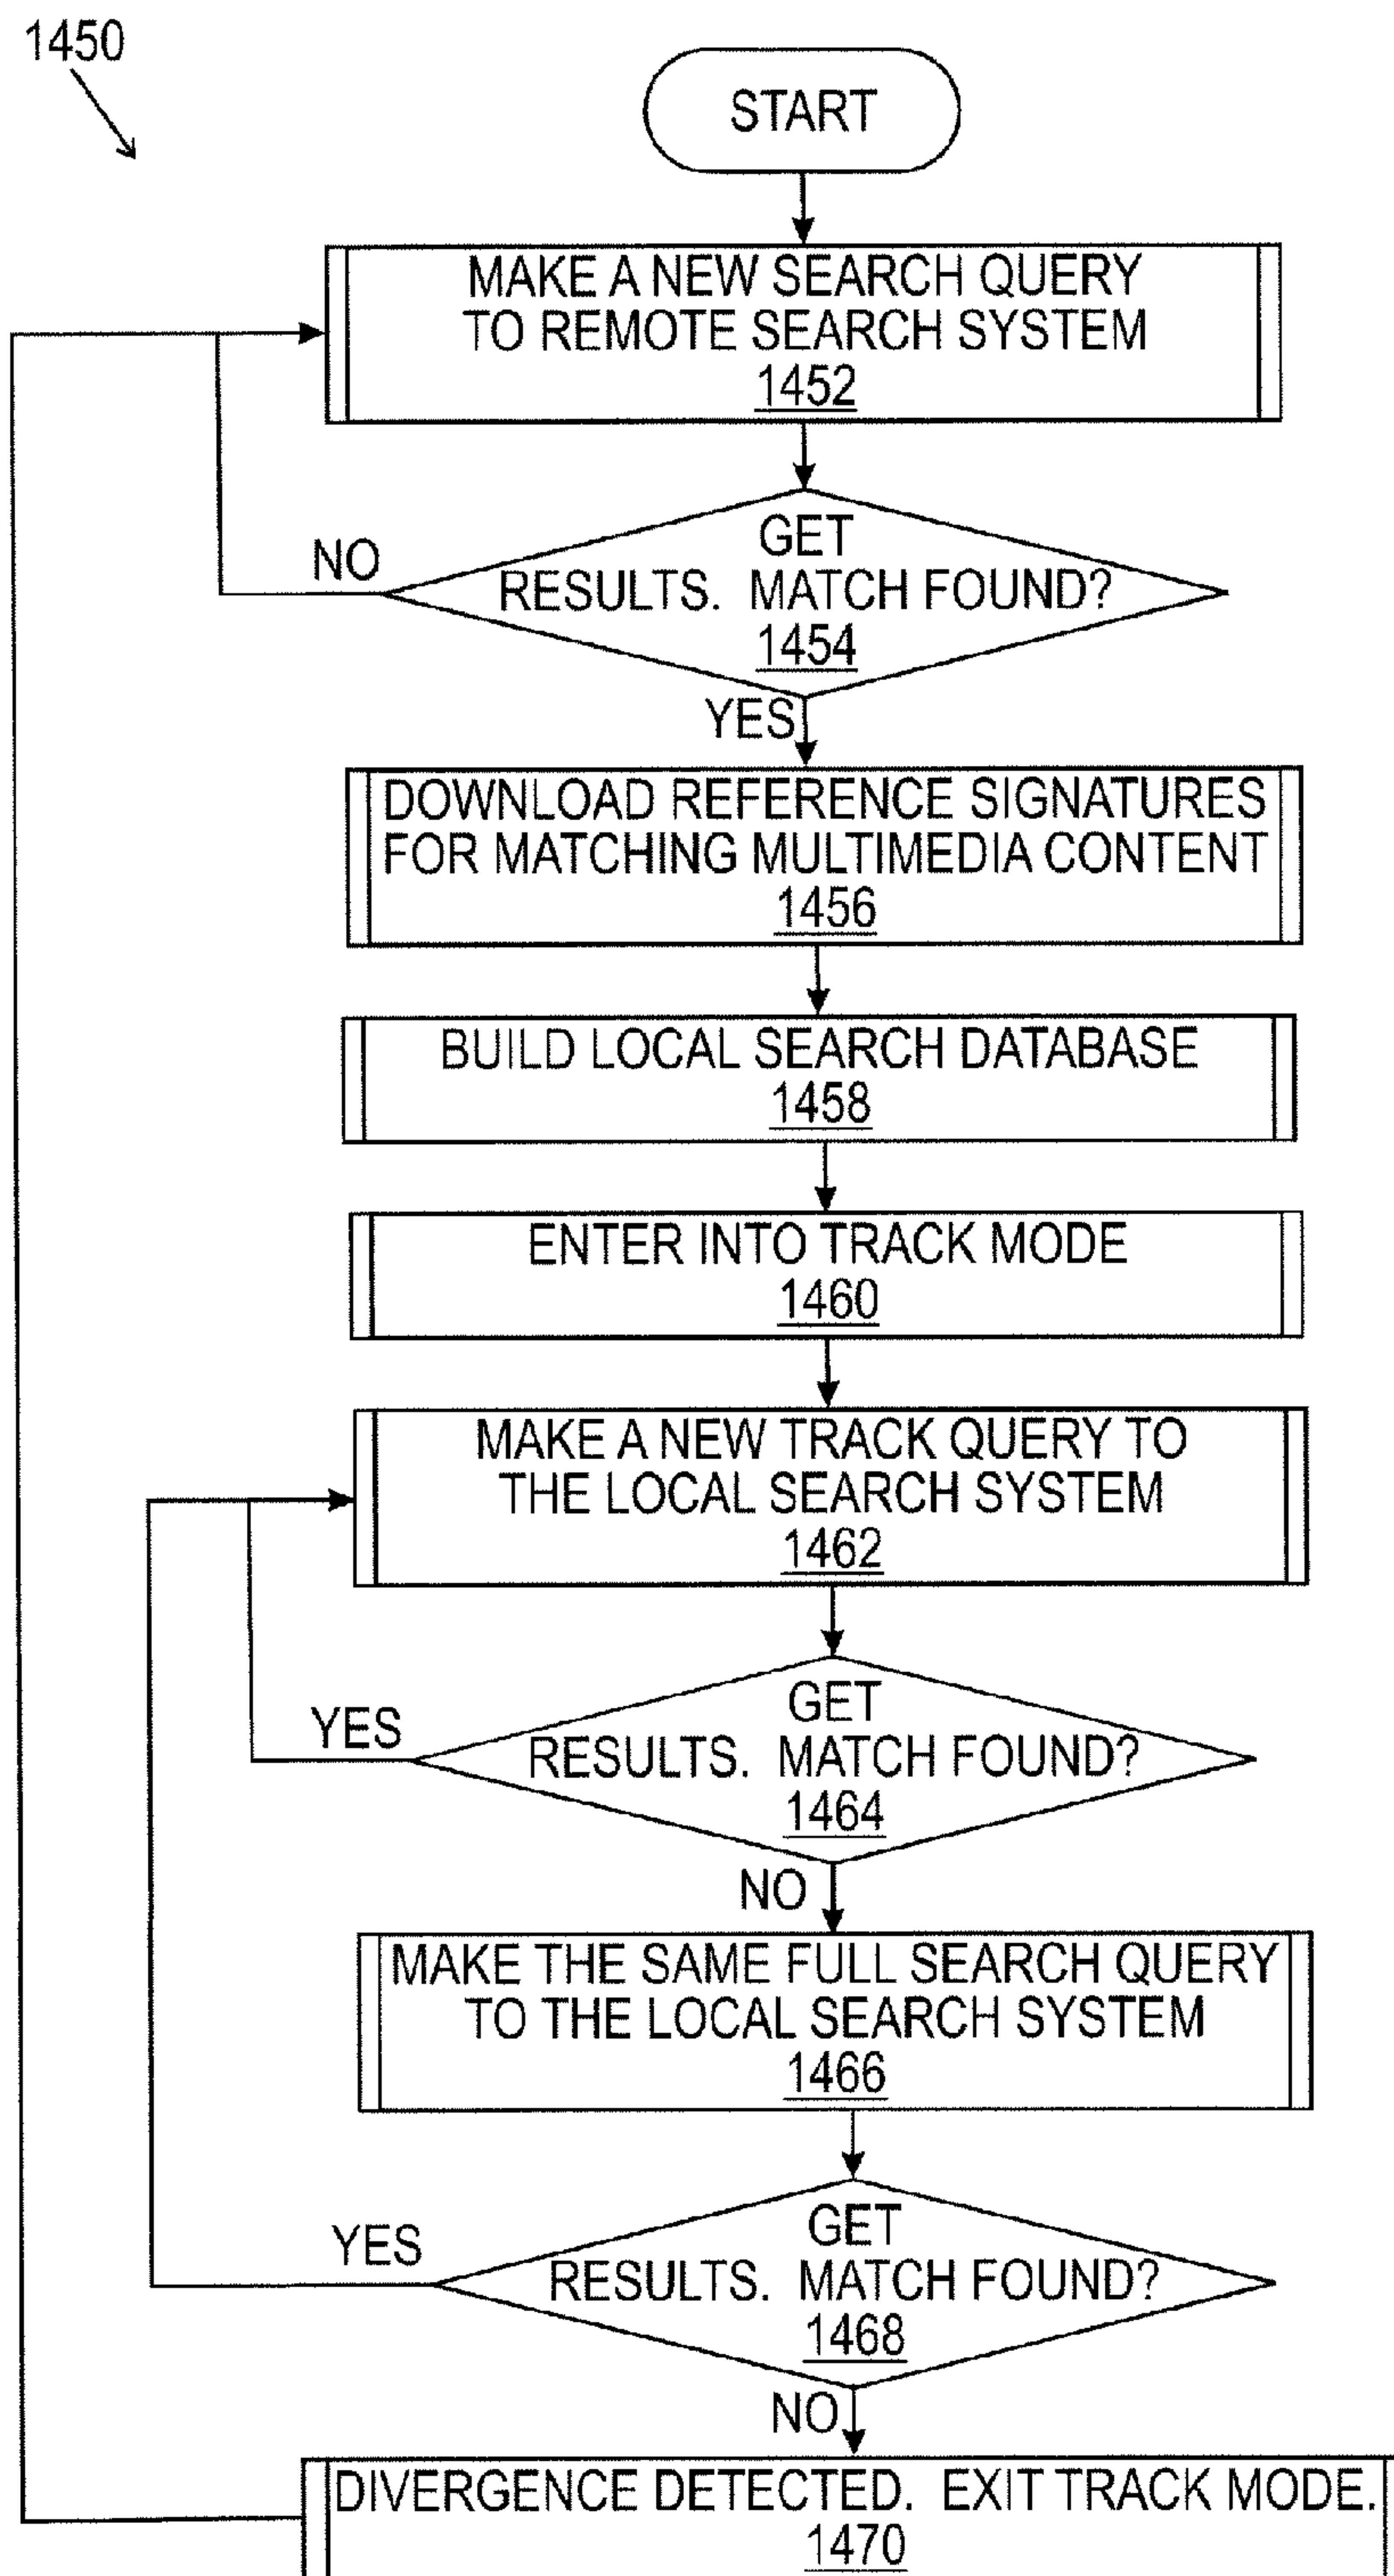 1450
START
MAKE A NEW SEARCH QUERY
TO REMOTE SEARCH SYSTEM
1452
GET
RESULTS. MATCH FOUND?
1454
NO
YES
DOWNLOAD REFERENCE SIGNATURES
FOR MATCHING MULTIMEDIA CONTENT
1456
BUILD LOCAL SEARCH DATABASE
1458
ENTER INTO TRACK MODE
1460
MAKE A NEW TRACK QUERY TO
THE LOCAL SEARCH SYSTEM
1462
GET
RESULTS. MATCH FOUND?
1464
YES
NO
MAKE THE SAME FULL SEARCH QUERY
TO THE LOCAL SEARCH SYSTEM
1466
GET
RESULTS. MATCH FOUND?
1468
YES
NO
DIVERGENCE DETECTED. EXIT TRACK MODE.
1470